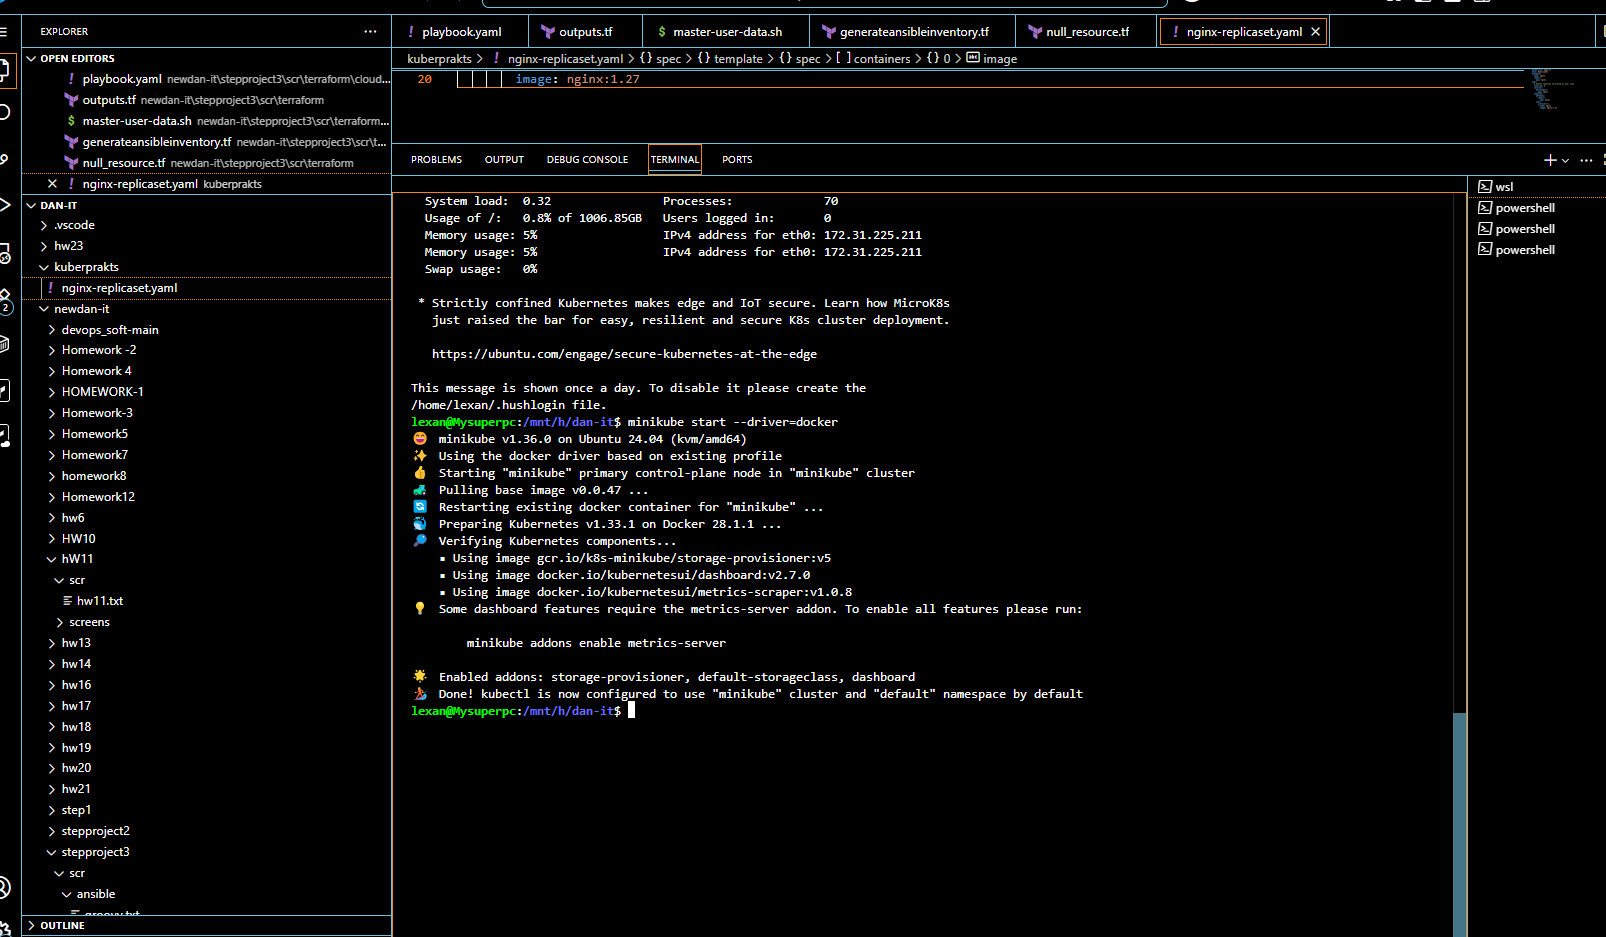 EXPLORER
OPEN EDITORS
! playbook.yaml newdan-it\stepproject3\scr\terraform\cloud...
outputs.tf newdan-it\stepproject3\scr\terraform
$ master-user-data.sh newdan-it\stepproject3\scr\terraform...
generateansibleinventory.tf newdan-it\stepproject3\scr\t...
null_resource.tf newdan-it\stepproject3\scr\terraform
! nginx-replicaset.yaml kuberprakts
DAN-IT
.vscode
hw23
kuberprakts
! nginx-replicaset.yaml
newdan-it
devops_soft-main
Homework -2
Homework 4
HOMEWORK-1
Homework-3
Homework5
Homework7
homework8
Homework12
hw6
HW10
hW11
scr
hw11.txt
screens
hw13
hw14
hw16
hw17
hw18
hw19
hw20
hw21
step1
stepproject2
stepproject3
scr
ansible
groovy.txt
OUTLINE
2
! playbook.yaml
outputs.tf
$ master-user-data.sh
generateansibleinventory.tf
null_resource.tf
! nginx-replicaset.yaml
kuberprakts > ! nginx-replicaset.yaml > {} spec > {} template > {} spec > [ ] containers > {} 0 > image
20 image: nginx:1.27
PROBLEMS OUTPUT DEBUG CONSOLE TERMINAL PORTS
System load: 0.32 Processes: 70
Usage of /: 0.8% of 1006.85GB Users logged in: 0
Memory usage: 5% IPv4 address for eth0: 172.31.225.211
Memory usage: 5% IPv4 address for eth0: 172.31.225.211
Swap usage: 0%
* Strictly confined Kubernetes makes edge and IoT secure. Learn how MicroK8s
just raised the bar for easy, resilient and secure K8s cluster deployment.
https://ubuntu.com/engage/secure-kubernetes-at-the-edge
This message is shown once a day. To disable it please create the
/home/lexan/.hushlogin file.
lexan@Mysuperpc:/mnt/h/dan-it$ minikube start --driver=docker
minikube v1.36.0 on Ubuntu 24.04 (kvm/amd64)
Using the docker driver based on existing profile
Starting "minikube" primary control-plane node in "minikube" cluster
Pulling base image v0.0.47 ...
Restarting existing docker container for "minikube" ...
Preparing Kubernetes v1.33.1 on Docker 28.1.1 ...
Verifying Kubernetes components...
▪ Using image gcr.io/k8s-minikube/storage-provisioner:v5
▪ Using image docker.io/kubernetesui/dashboard:v2.7.0
▪ Using image docker.io/kubernetesui/metrics-scraper:v1.0.8
Some dashboard features require the metrics-server addon. To enable all features please run:
minikube addons enable metrics-server
Enabled addons: storage-provisioner, default-storageclass, dashboard
Done! kubectl is now configured to use "minikube" cluster and "default" namespace by default
lexan@Mysuperpc:/mnt/h/dan-it$
wsl
powershell
powershell
powershell